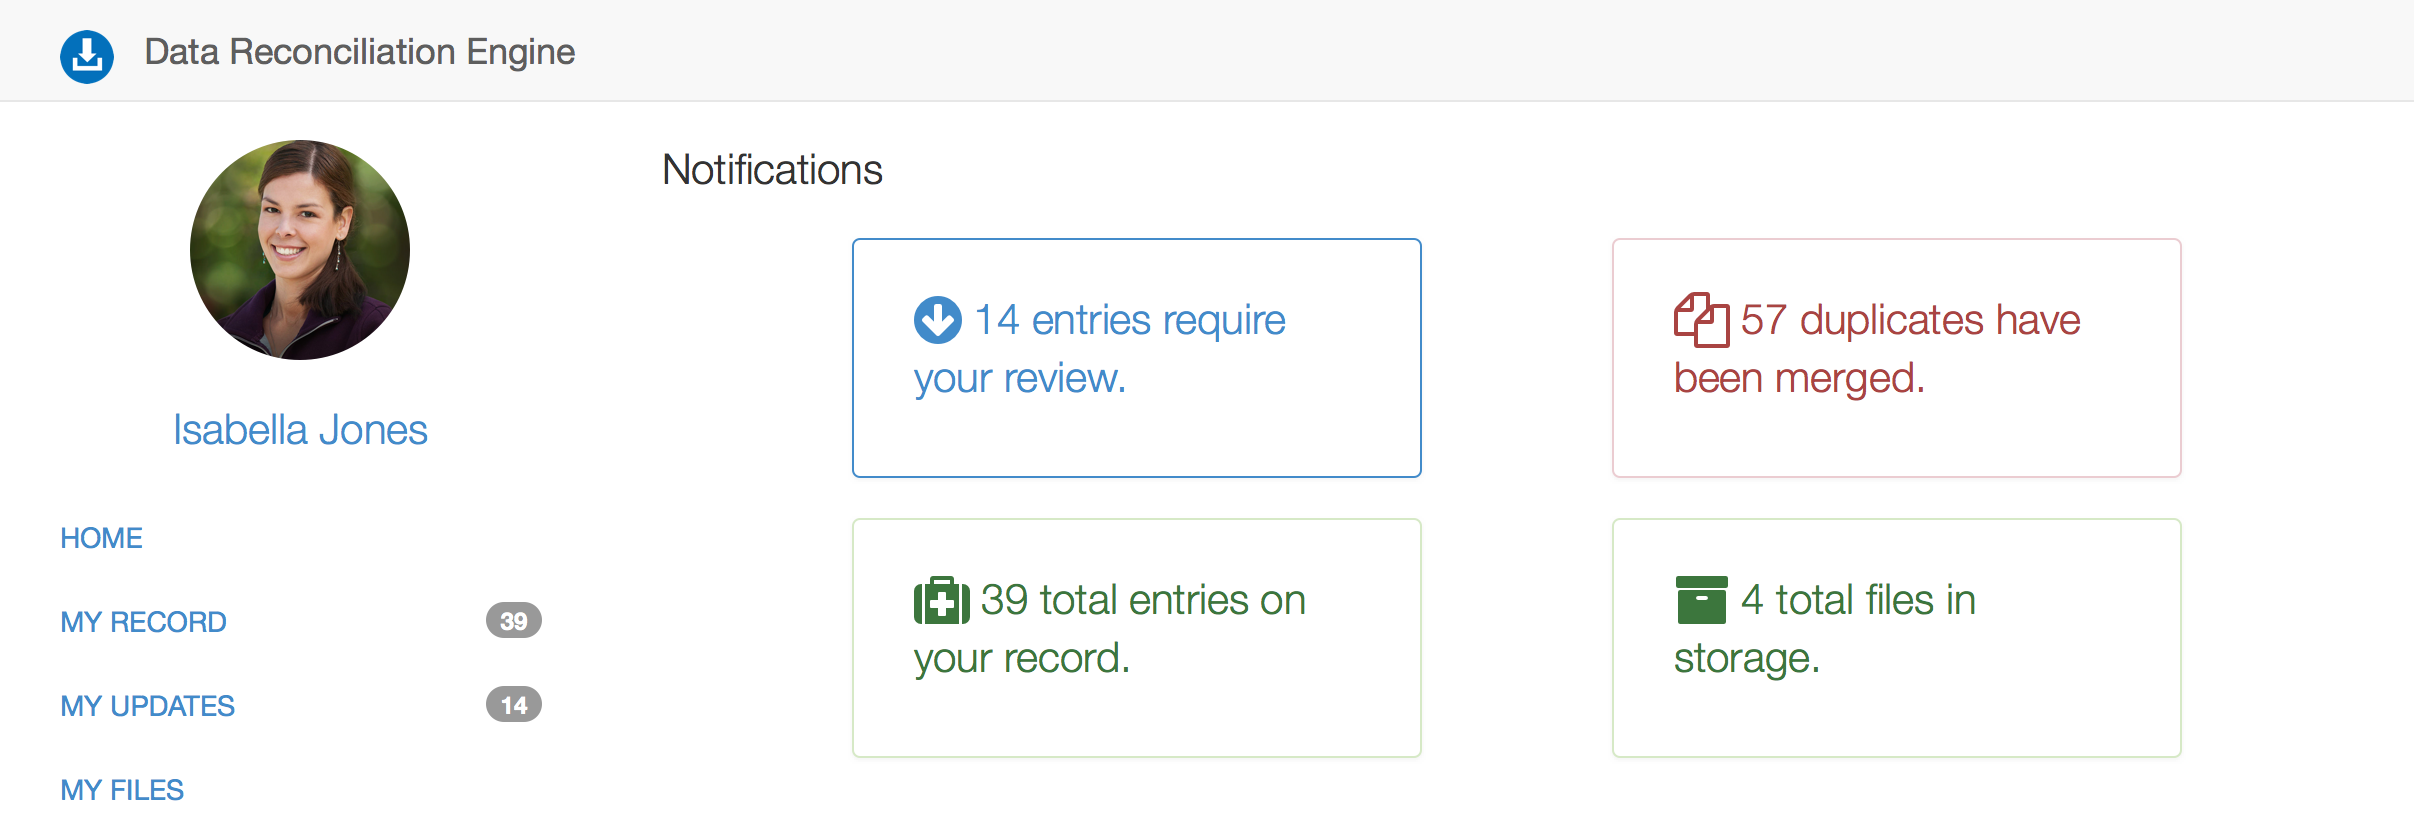 Data Reconciliation Engine
Isabella Jones
HOME
MY RECORD 39
MY UPDATES 14
MY FILES
Notifications
14 entries require
your review.
57 duplicates have
been merged.
39 total entries on
your record.
4 total files in
storage.